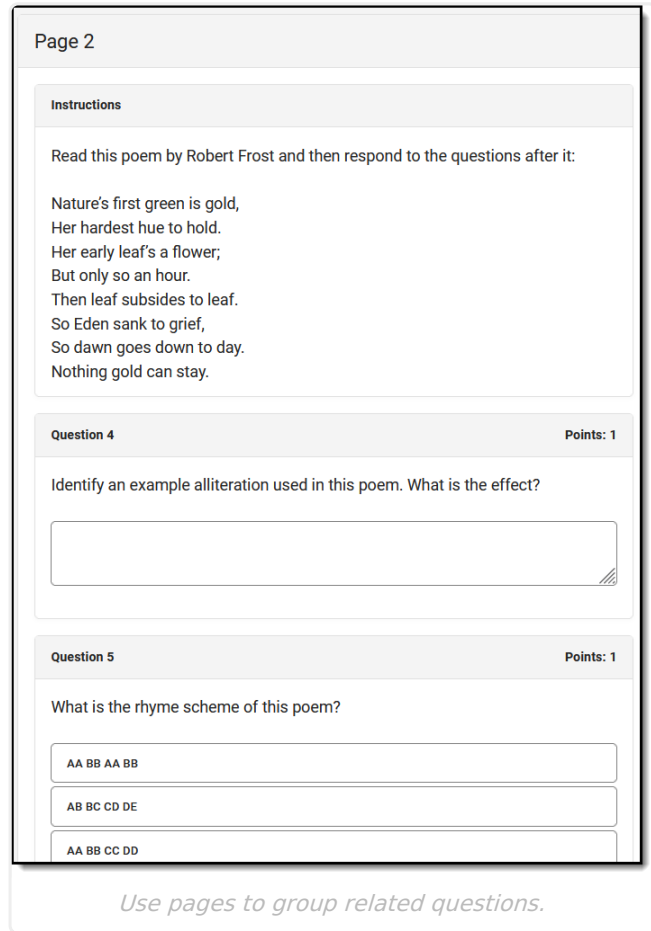 Page 2
Instructions
Read this poem by Robert Frost and then respond to the questions after it:
Nature’s first green is gold,
Her hardest hue to hold.
Her early leaf’s a flower;
But only so an hour.
Then leaf subsides to leaf.
So Eden sank to grief,
So dawn goes down to day.
Nothing gold can stay.
Question 4 Points: 1
Identify an example alliteration used in this poem. What is the effect?
Question 5 Points: 1
What is the rhyme scheme of this poem?
AA BB AA BB
AB BC CD DE
AA BB CC DD
Use pages to group related questions.